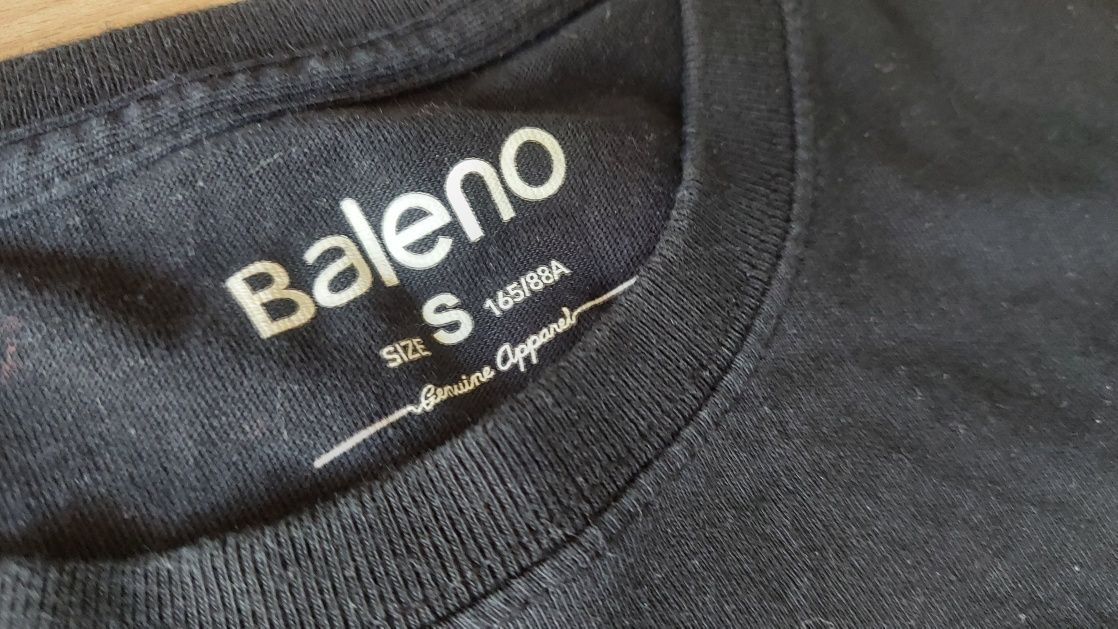 Baleno
SIZE S 165/88A
Genuine Apparel